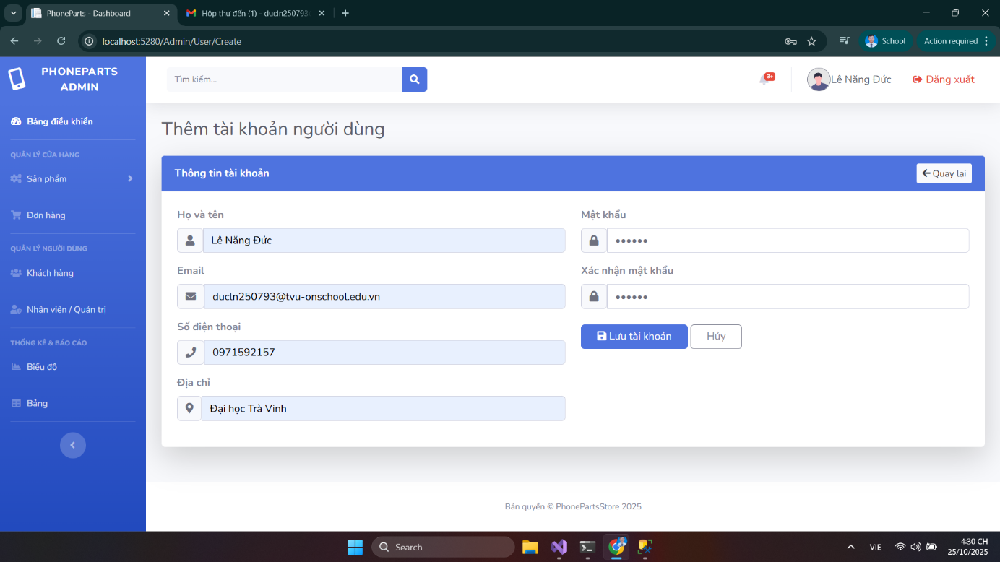 PhoneParts - Dashboard
Hộp thư đến (1) - ducln250793
localhost:5280/Admin/User/Create
School
Action required
PHONEPARTS
ADMIN
Tìm kiếm...
3+
Lê Năng Đức
Đăng xuất
Bảng điều khiển
QUẢN LÝ CỬA HÀNG
Sản phẩm
Đơn hàng
QUẢN LÝ NGƯỜI DÙNG
Khách hàng
Nhân viên / Quản trị
THỐNG KÊ & BÁO CÁO
Biểu đồ
Bảng
Thêm tài khoản người dùng
Thông tin tài khoản
Quay lại
Họ và tên
Lê Năng Đức
Email
ducln250793@tvu-onschool.edu.vn
Số điện thoại
0971592157
Địa chỉ
Đại học Trà Vinh
Mật khẩu
••••••
Xác nhận mật khẩu
••••••
Lưu tài khoản
Hủy
Bản quyền © PhonePartsStore 2025
Search
VIE
4:30 CH
25/10/2025